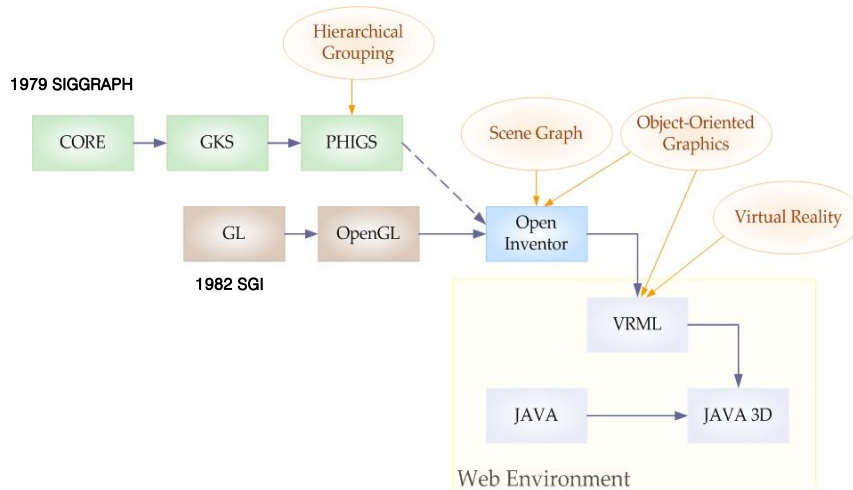 Hierarchical
Grouping
1979 SIGGRAPH
CORE
GKS
PHIGS
Scene Graph
Object-Oriented
Graphics
Virtual Reality
GL
OpenGL
Open
Inventor
1982 SGI
VRML
JAVA
JAVA 3D
Web Environment